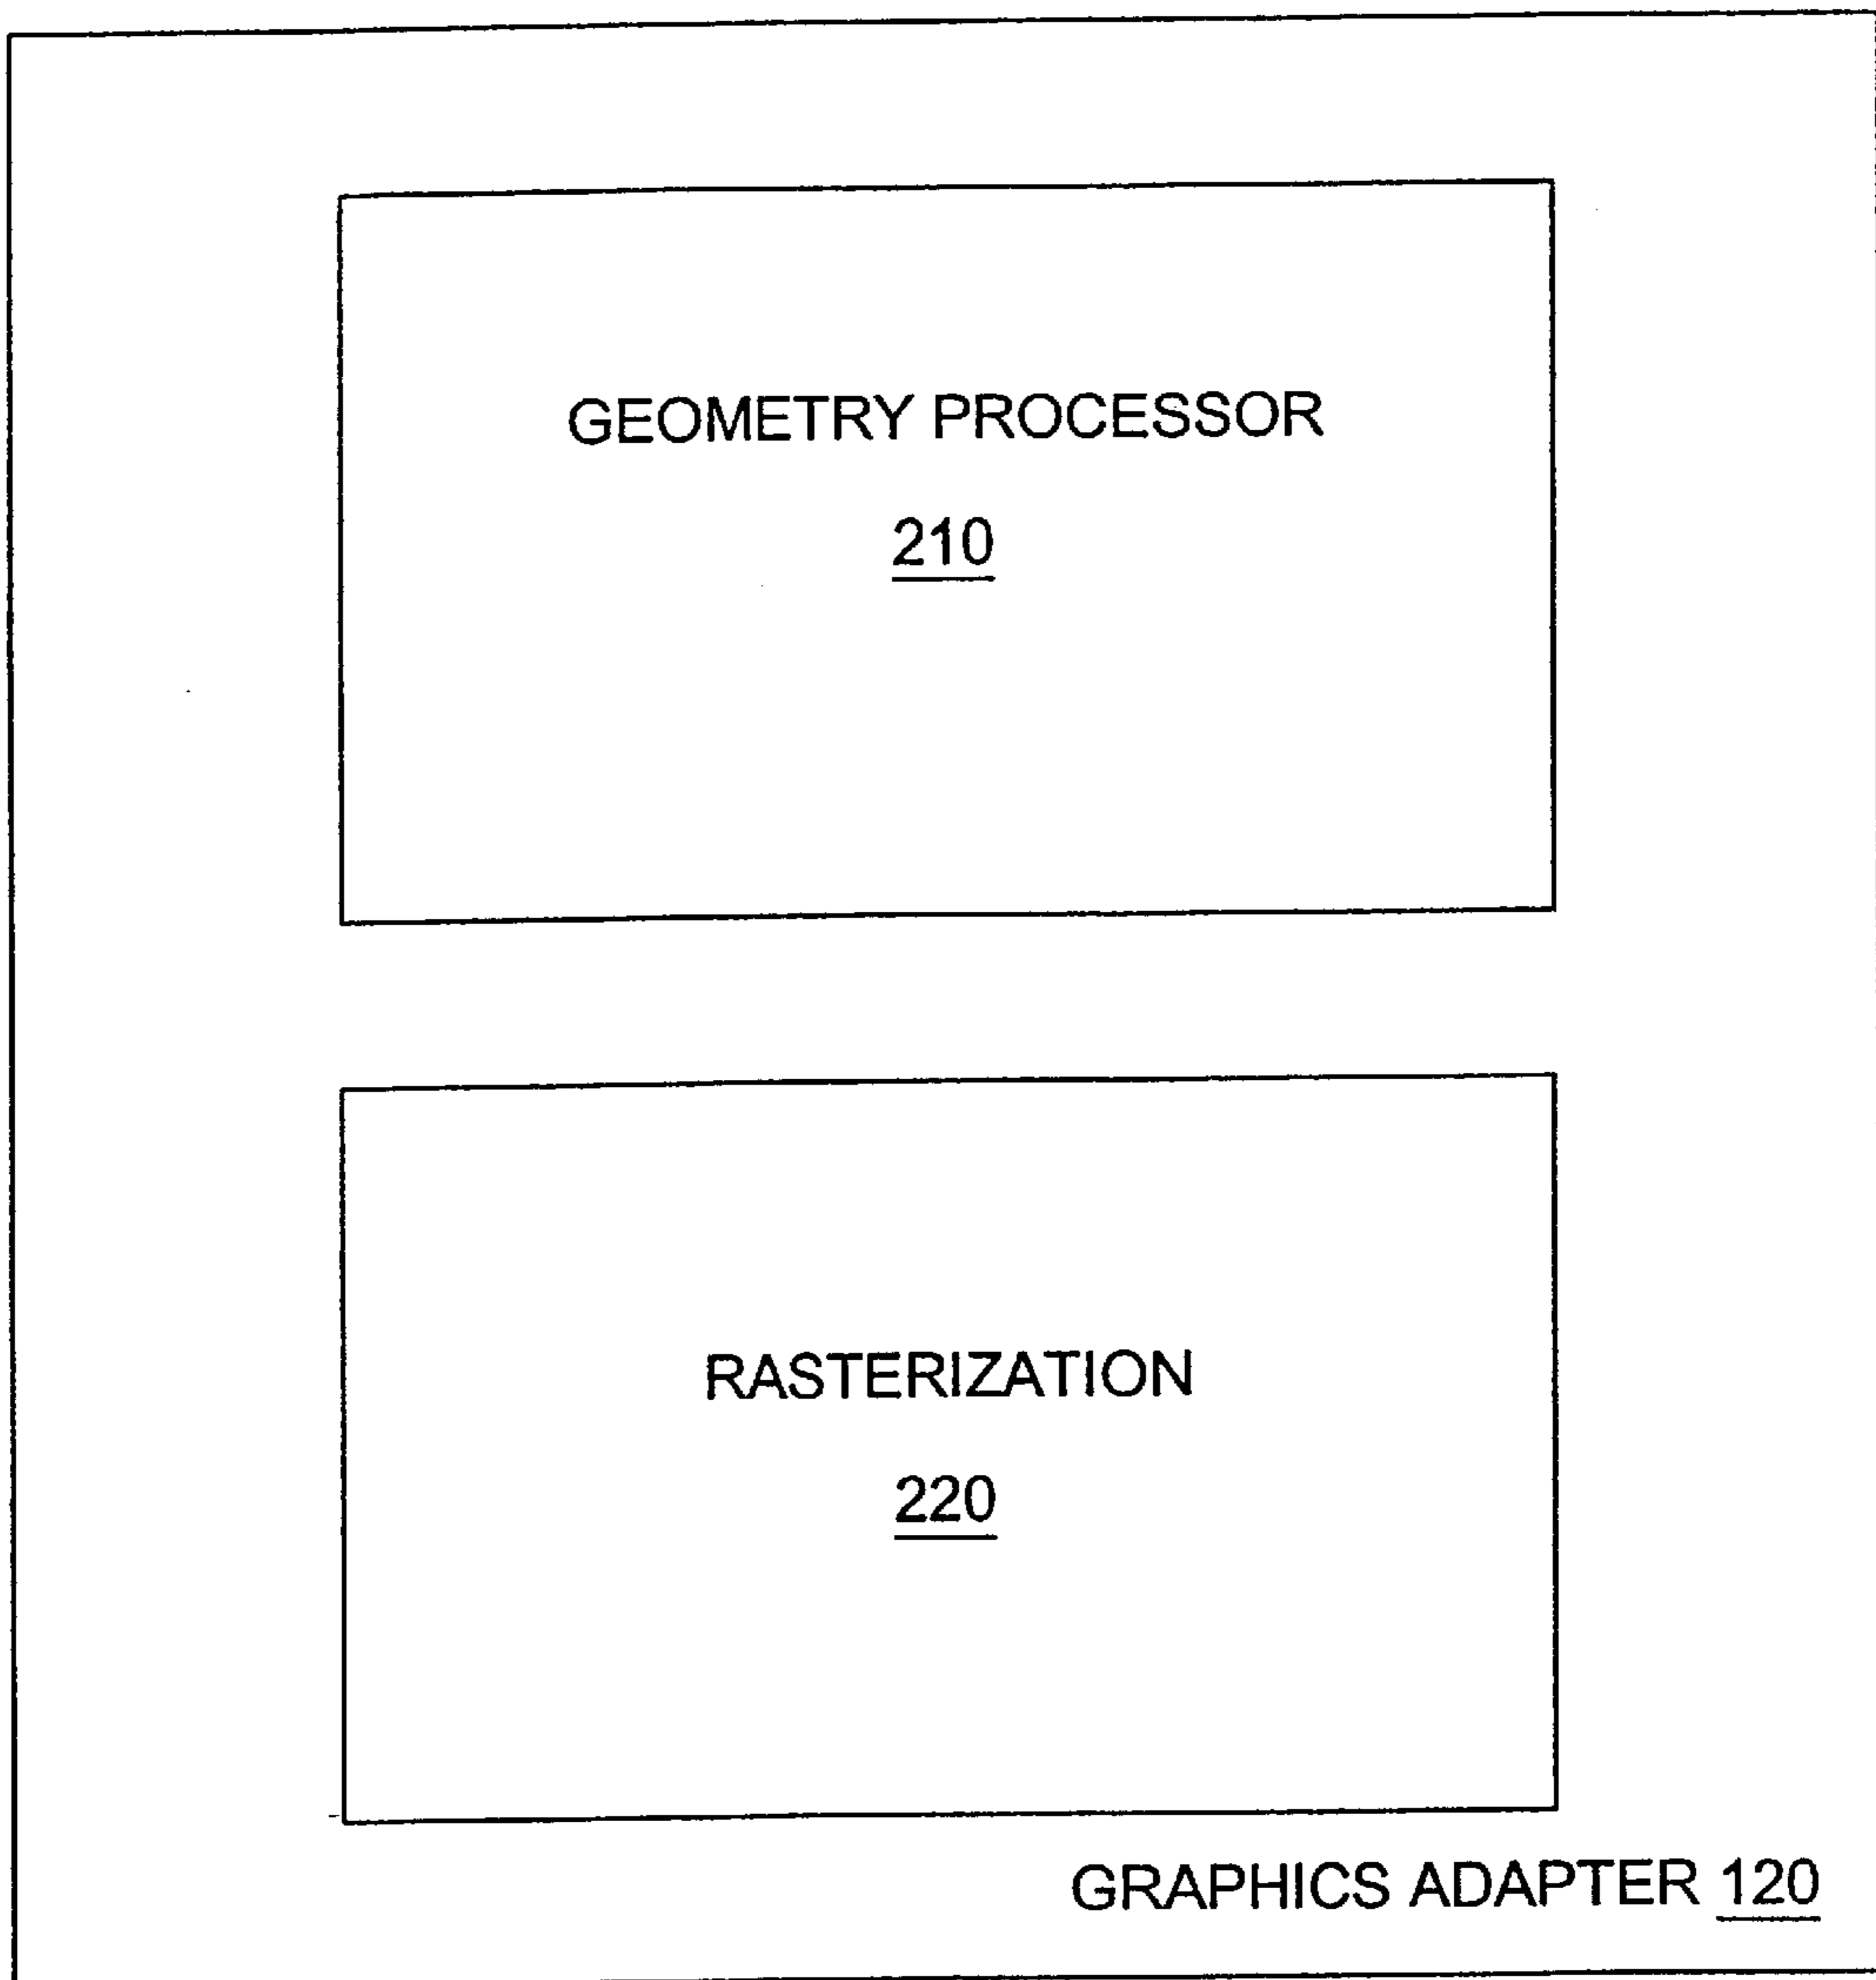 GEOMETRY PROCESSOR
210
RASTERIZATION
220
GRAPHICS ADAPTER 120